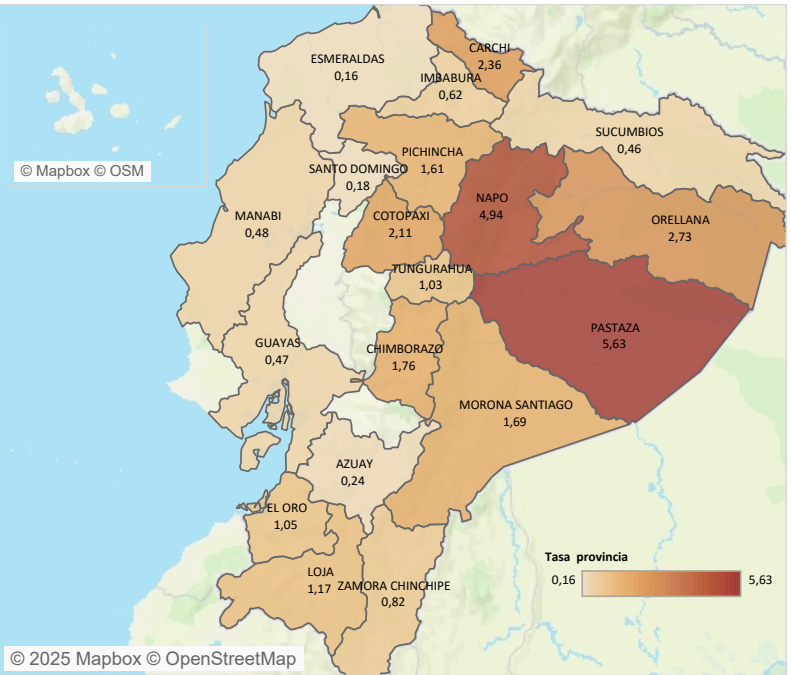 CARCHI
2,36
ESMERALDAS
0,16
IMBABURA
0,62
SUCUMBIOS
0,46
© Mapbox © OSM
PICHINCHA
1,61
SANTO DOMINGO
0,18
NAPO
4,94
MANABI
0,48
COTOPAXI
2,11
ORELLANA
2,73
TUNGURAHUA
1,03
PASTAZA
5,63
GUAYAS
0,47
CHIMBORAZO
1,76
MORONA SANTIAGO
1,69
AZUAY
0,24
EL ORO
1,05
Tasa provincia
0,16
5,63
LOJA
1,17
ZAMORA CHINCHIPE
0,82
© 2025 Mapbox © OpenStreetMap